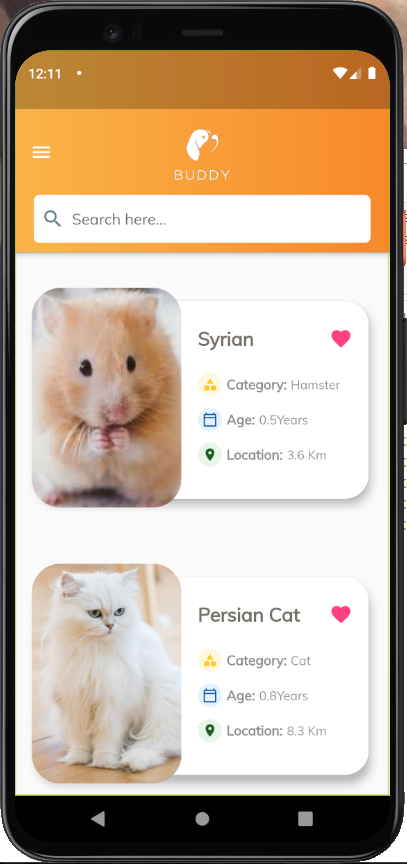 12:11
BUDDY
Search here...
Syrian
Category: Hamster
Age: 0.5Years
Location: 3.6 Km
Persian Cat
Category: Cat
Age: 0.8Years
Location: 8.3 Km